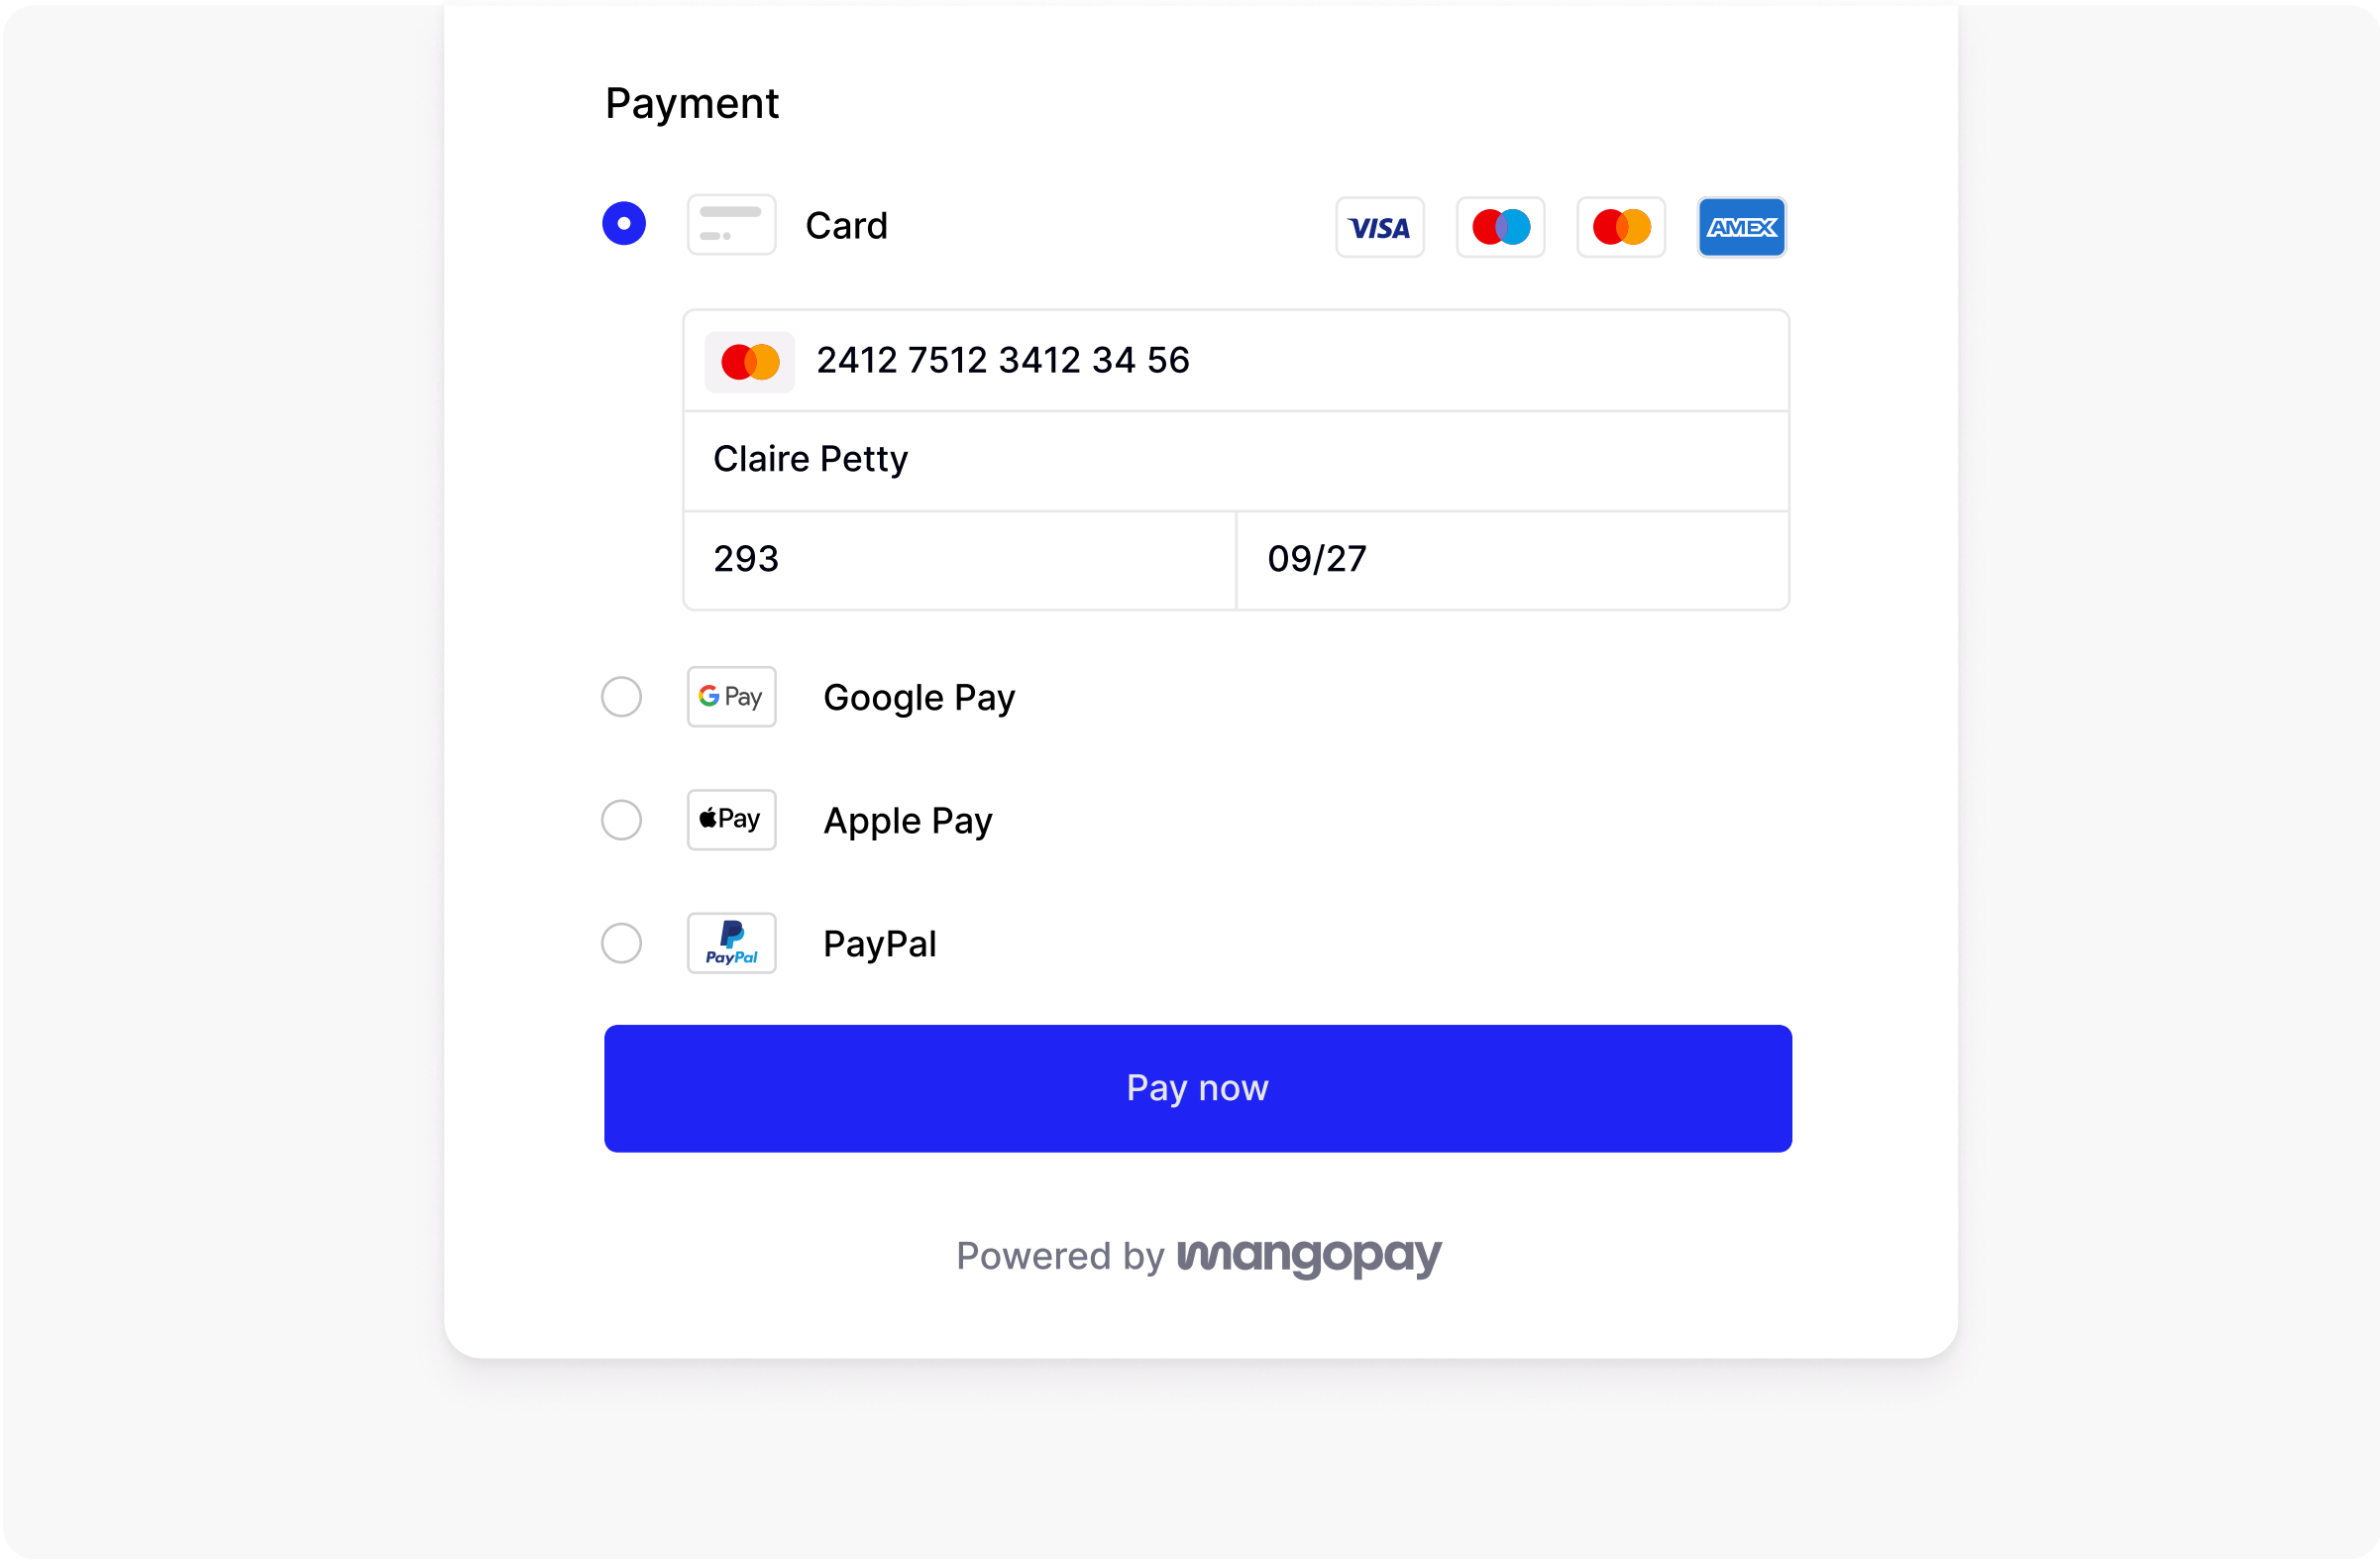 Payment
Card VISA AMEX
2412 7512 3412 34 56
Claire Petty
293 09/27
G Pay Google Pay
Pay Apple Pay
PayPal PayPal
Pay now
Powered by mangopay